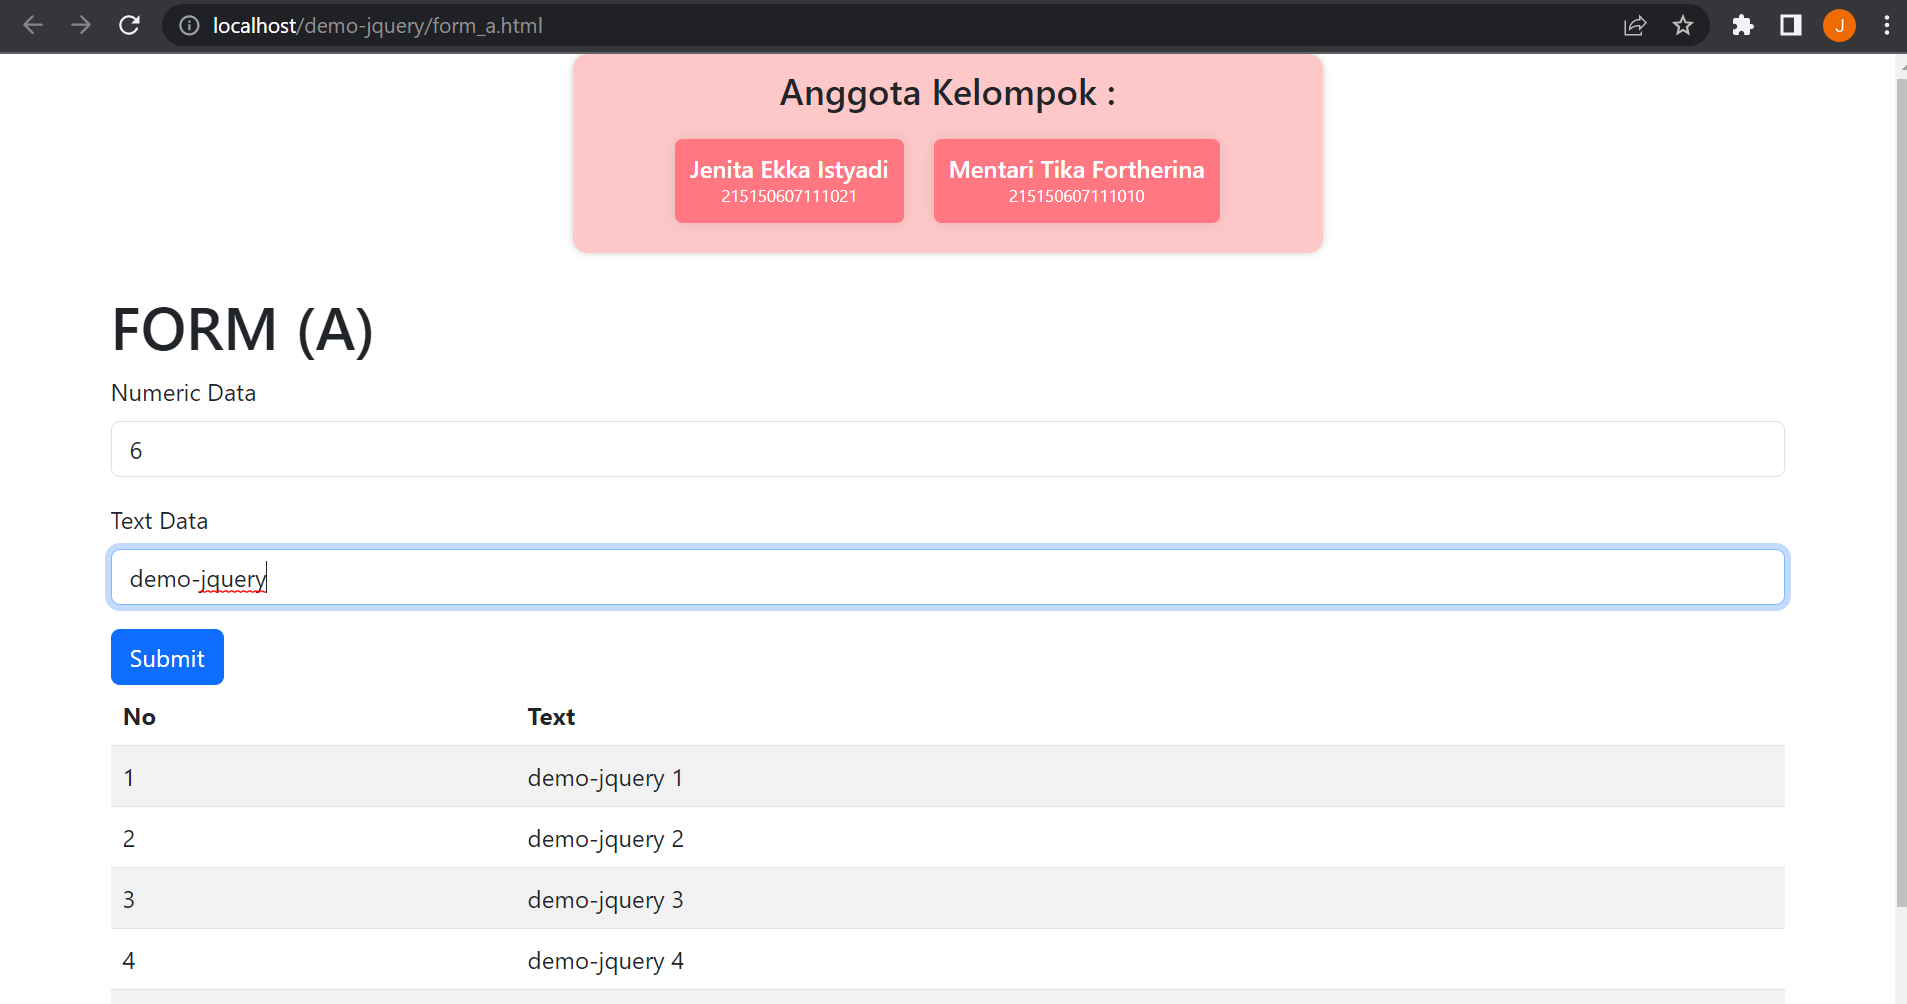 localhost/demo-jquery/form_a.html
J
Anggota Kelompok :
Jenita Ekka Istyadi
215150607111021
Mentari Tika Fortherina
215150607111010
FORM (A)
Numeric Data
6
Text Data
demo-jquery
Submit
No Text
1 demo-jquery 1
2 demo-jquery 2
3 demo-jquery 3
4 demo-jquery 4